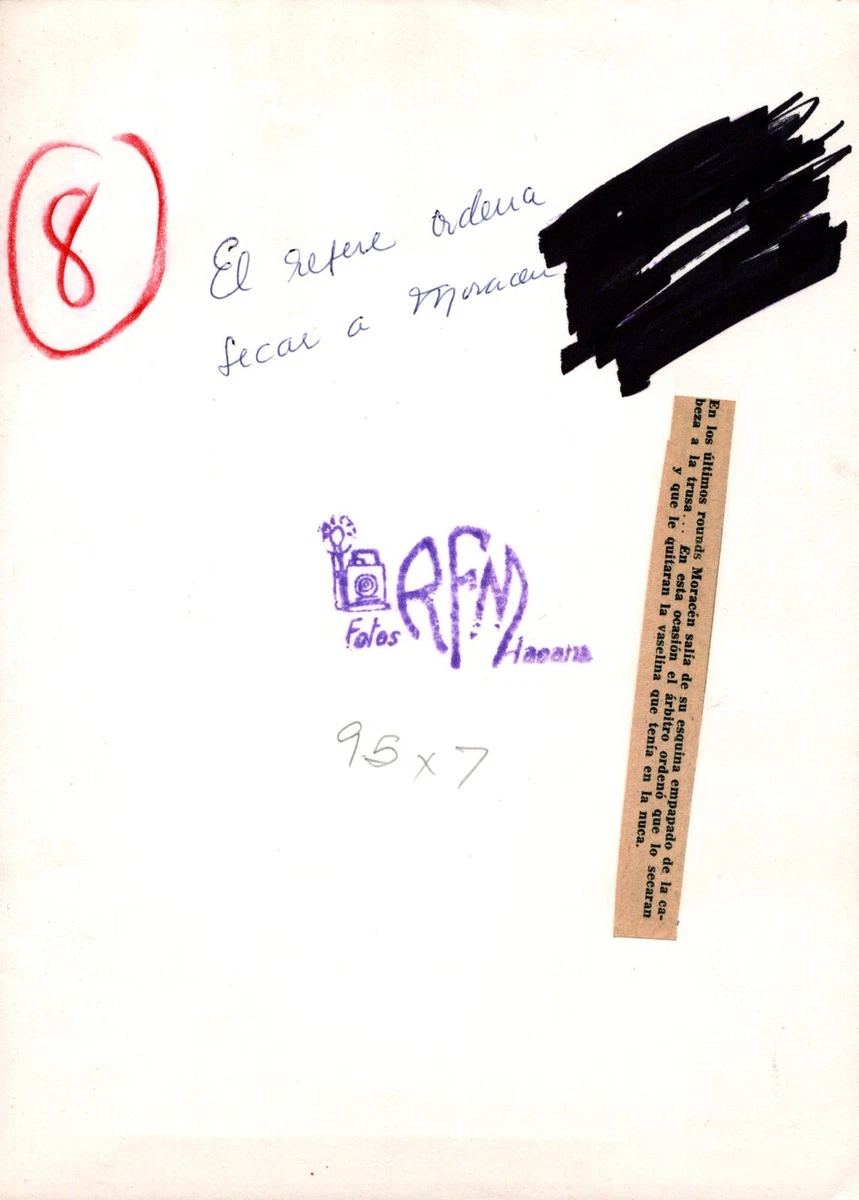 8
El refere ordena
secar a Moracen
En los últimos rounds Moracén salía de su esquina empapado de la ca-
beza a la trusa... En esta ocasión el árbitro ordenó que lo secaran
y que le quitaran la vaselina que tenía en la nuca.
Fotos RFM Habana
95 x 7